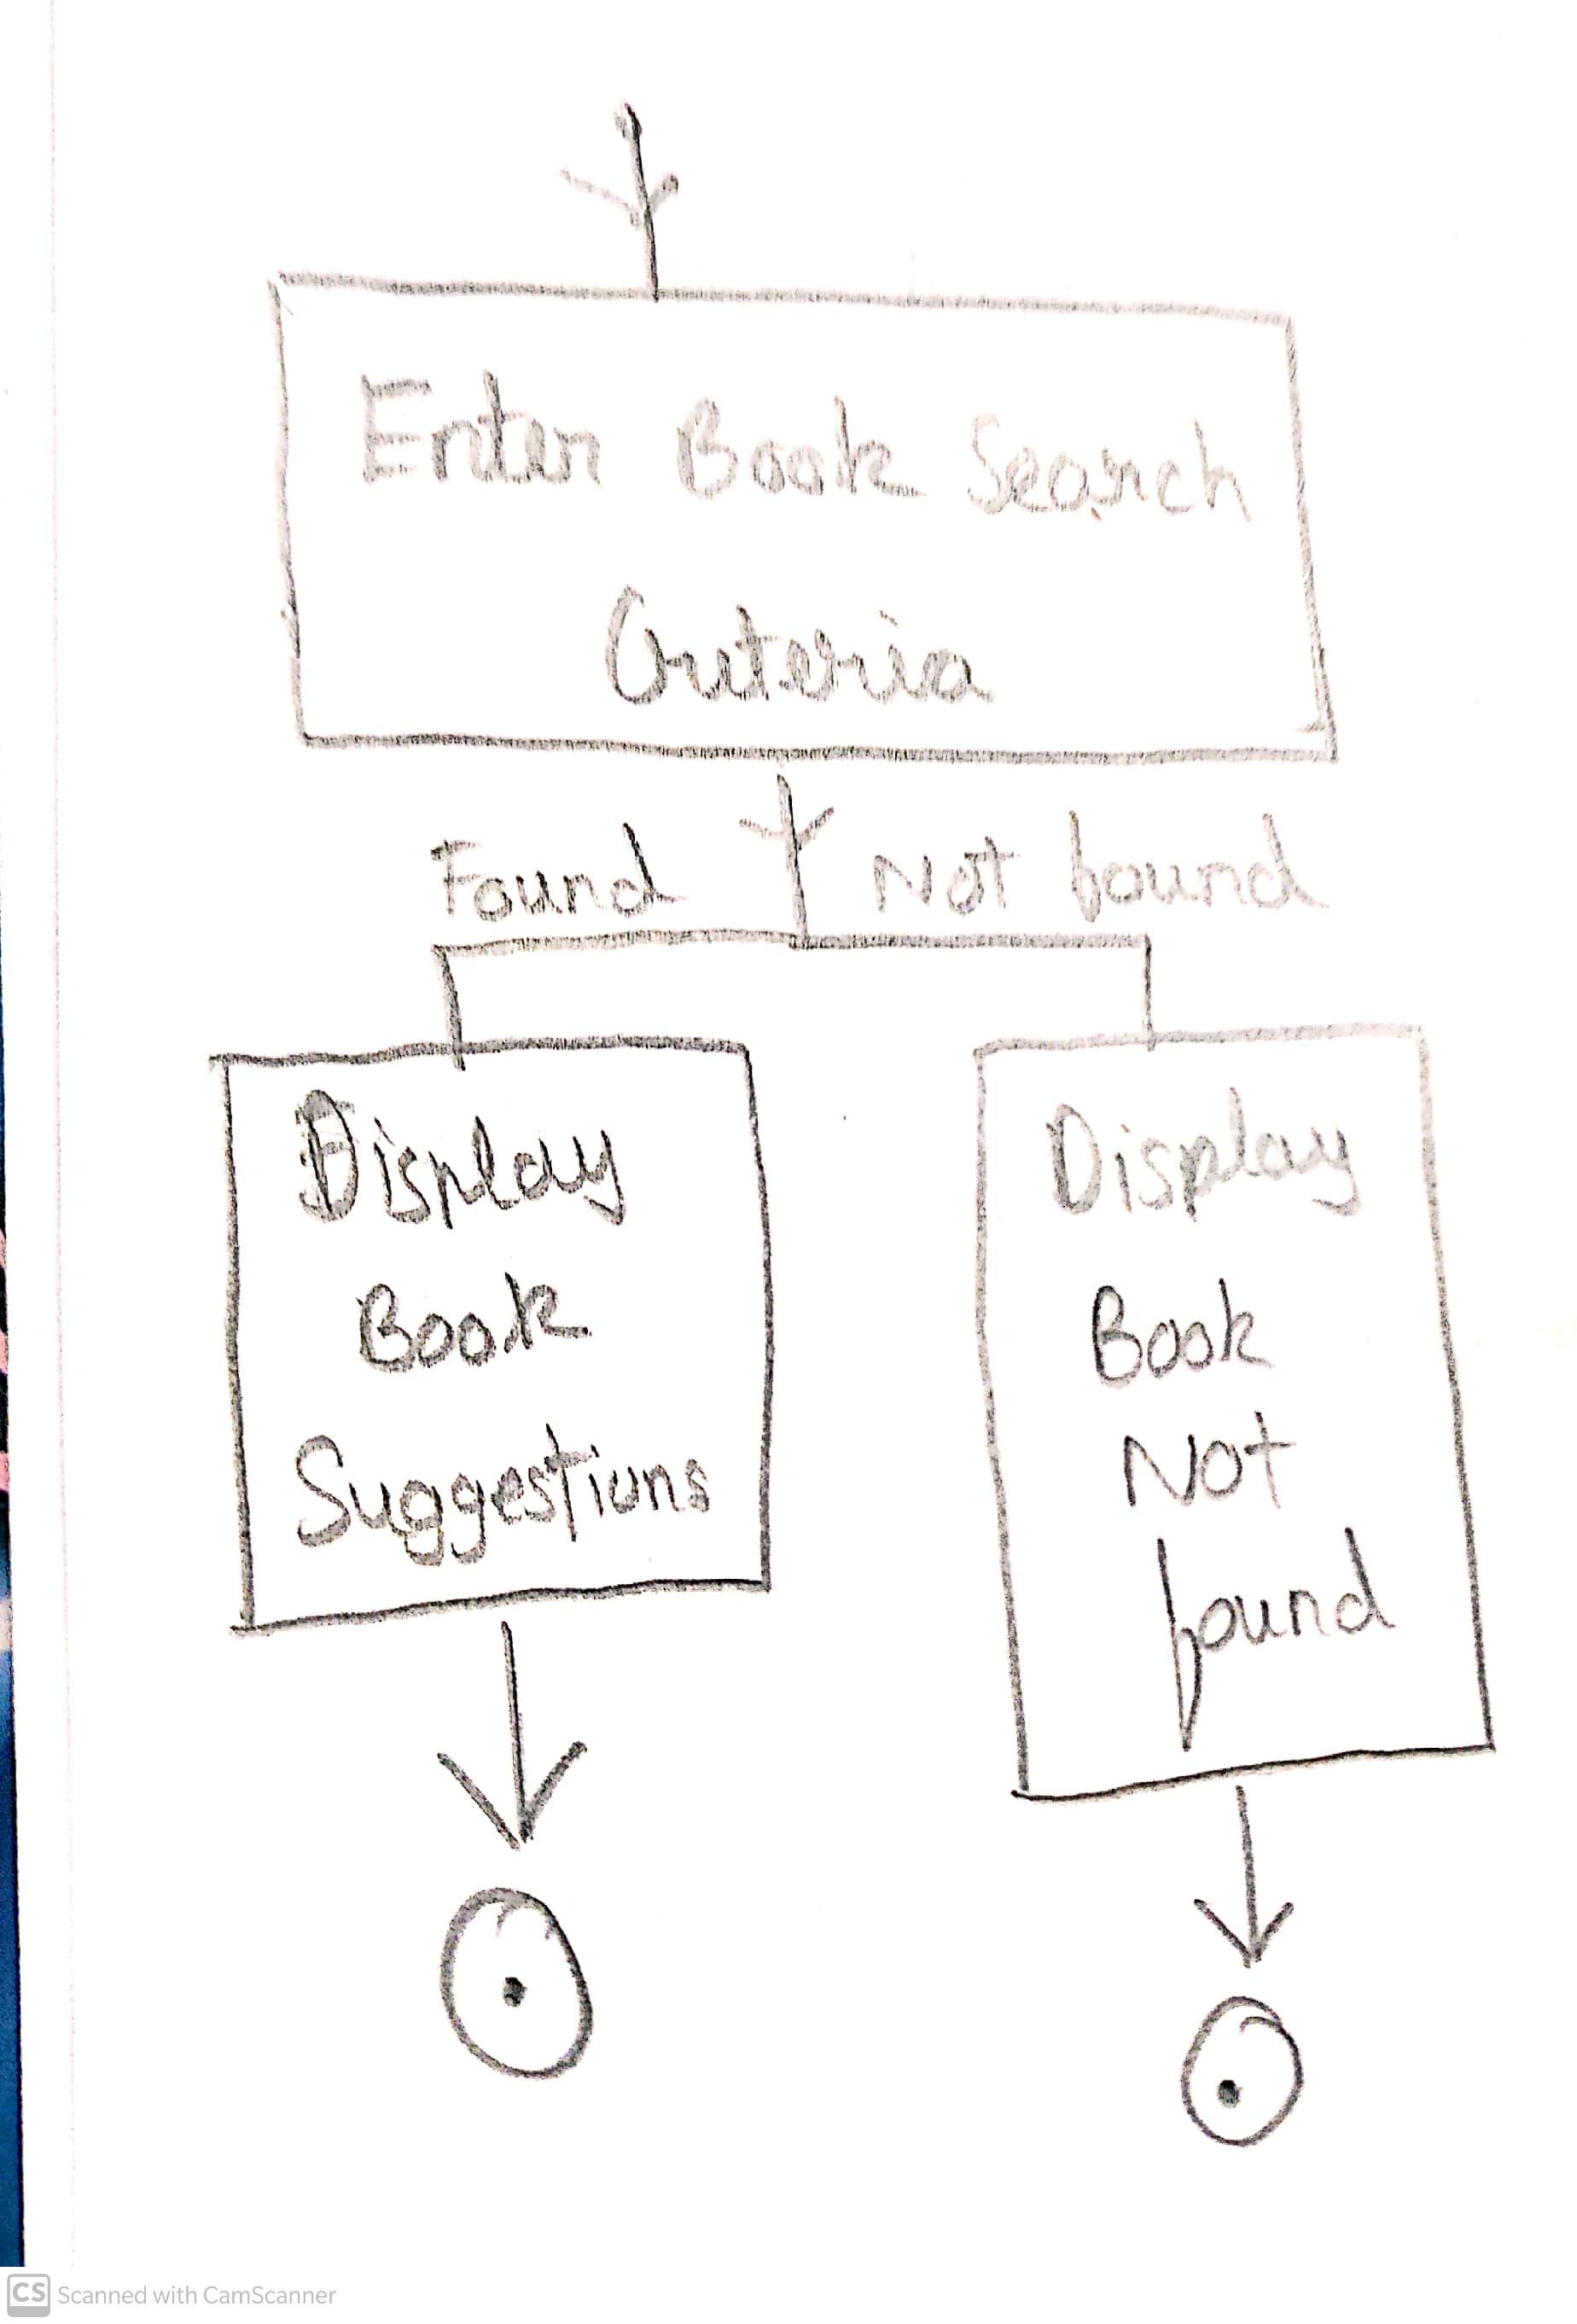 Enter Book Search
Criteria
Found
Not found
Display
Book
Suggestions
Display
Book
Not
found
CS Scanned with CamScanner